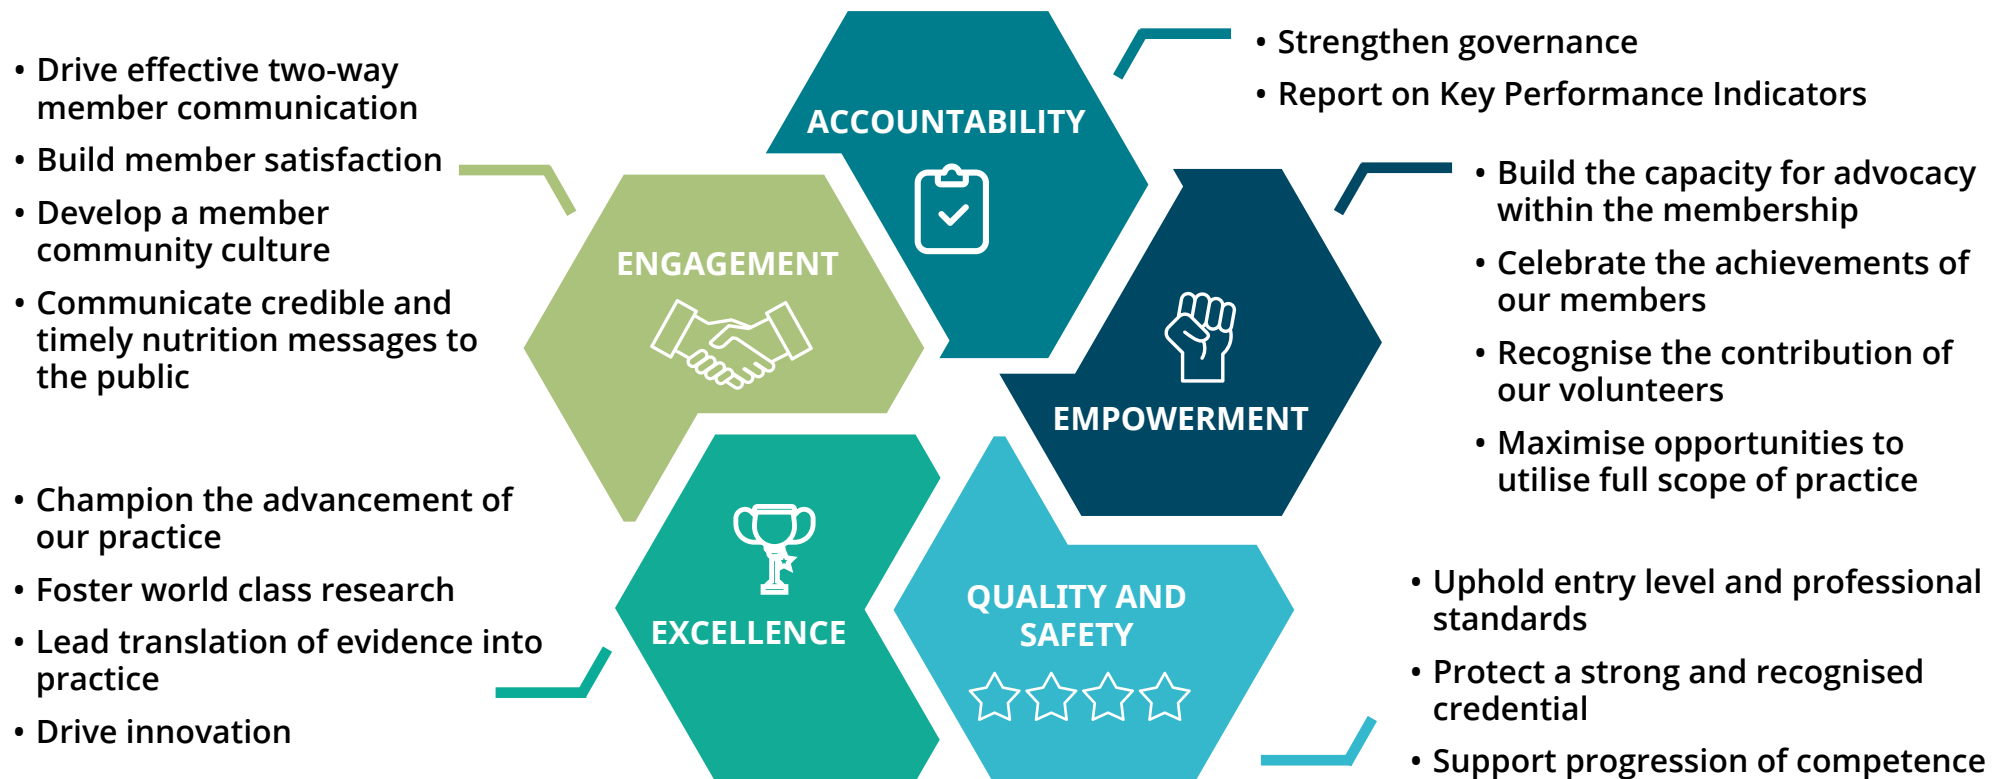 • Drive effective two-way
member communication
• Build member satisfaction
• Develop a member
community culture
• Communicate credible and
timely nutrition messages to
the public
ENGAGEMENT
ACCOUNTABILITY
• Strengthen governance
• Report on Key Performance Indicators
EMPOWERMENT
• Build the capacity for advocacy
within the membership
• Celebrate the achievements of
our members
• Recognise the contribution of
our volunteers
• Maximise opportunities to
utilise full scope of practice
• Champion the advancement of
our practice
• Foster world class research
• Lead translation of evidence into
practice
• Drive innovation
EXCELLENCE
QUALITY AND
SAFETY
• Uphold entry level and professional
standards
• Protect a strong and recognised
credential
• Support progression of competence